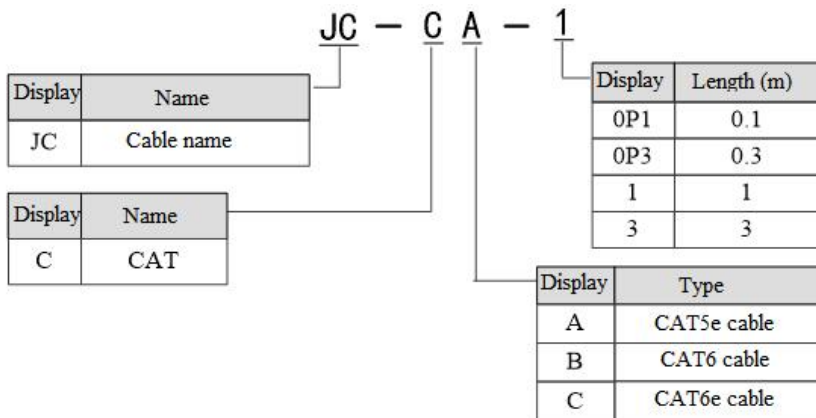 JC - C A - 1
Display Name
JC Cable name
Display Name
C CAT
Display Length (m)
0P1 0.1
0P3 0.3
1 1
3 3
Display Type
A CAT5e cable
B CAT6 cable
C CAT6e cable